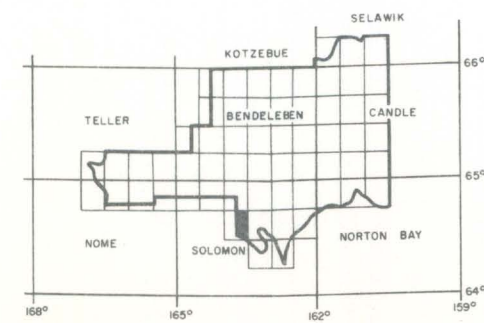 SELAWIK
KOTZEBUE
66°
TELLER
BENDELEBEN
CANDLE
65°
NOME
SOLOMON
NORTON BAY
64°
168°
165°
162°
159°